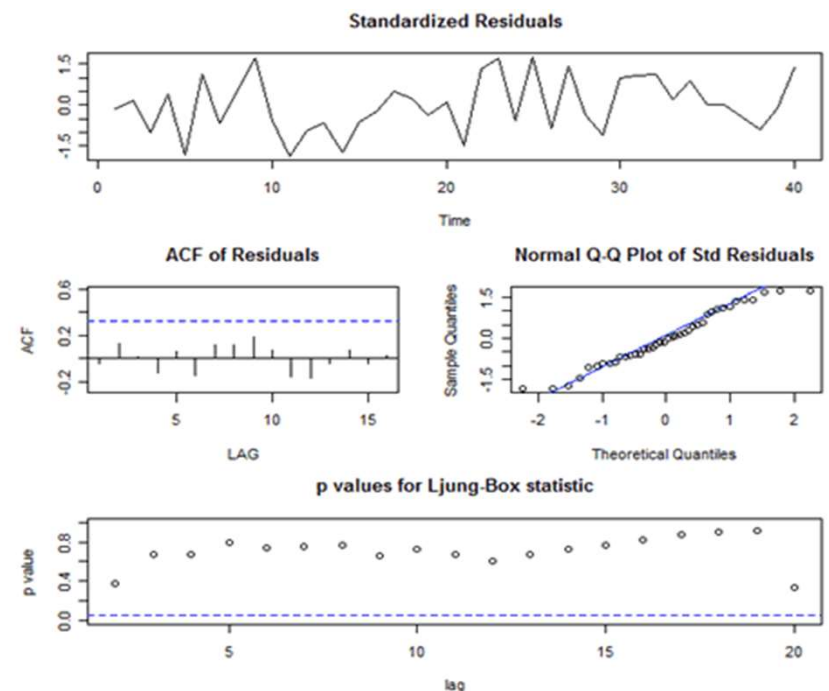 Standardized Residuals
1.5
0.0
-1.5
0 10 20 30 40
Time
ACF of Residuals
0.6
0.2
-0.2
ACF
5 10 15
LAG
Normal Q-Q Plot of Std Residuals
1.5
0.0
-1.5
Sample Quantiles
-2 -1 0 1 2
Theoretical Quantiles
p values for Ljung-Box statistic
0.8
0.4
0.0
p value
5 10 15 20
lag